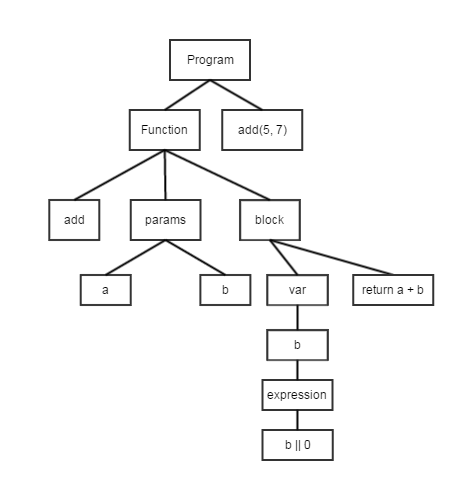 Program
Function
add(5, 7)
add
params
block
a
b
var
return a + b
b
expression
b || 0